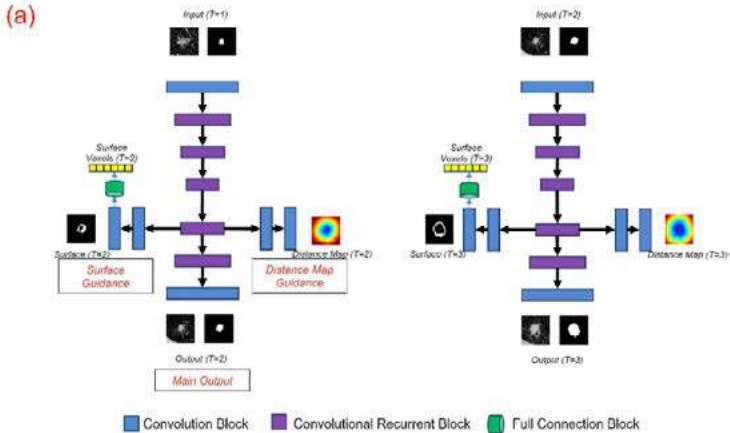 (a)
Input (T=1)
Input (T=2)
Surface
Voxels (T=2)
Surface
Voxels (T=3)
Surface (T=2)
Distance Map (T=2)
Surface (T=3)
Distance Map (T=3)
Surface
Guidance
Distance Map
Guidance
Output (T=2)
Output (T=3)
Main Output
Convolution Block
Convolutional Recurrent Block
Full Connection Block